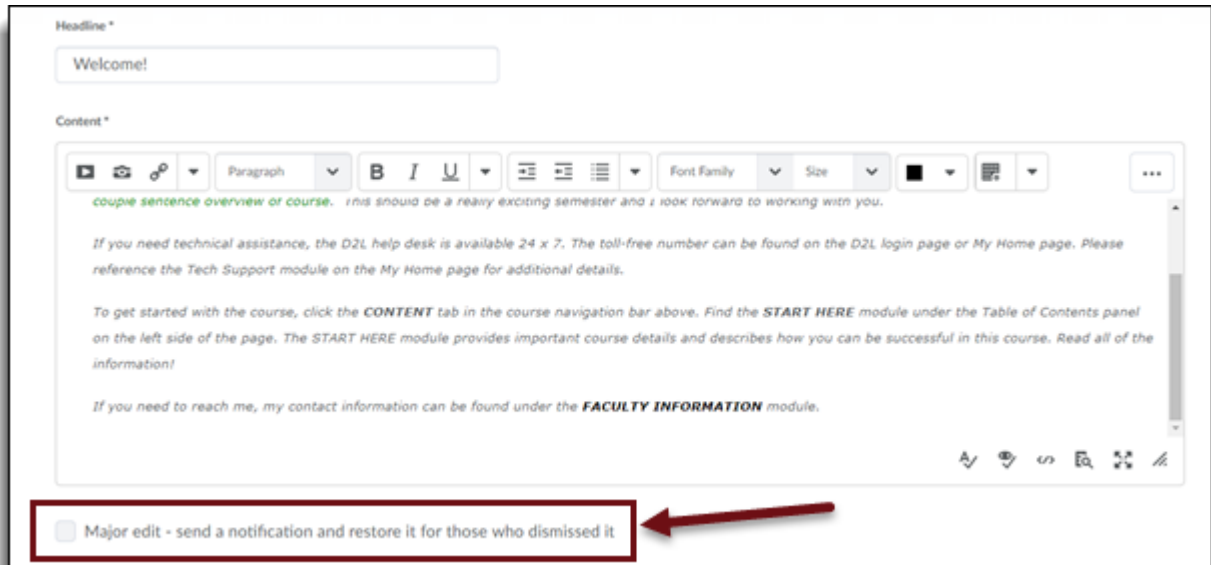 Headline *
Welcome!
Content *
Paragraph
B I U
Font Family
Size
couple sentence overview of course. This should be a really exciting semester and I look forward to working with you.
If you need technical assistance, the D2L help desk is available 24 x 7. The toll-free number can be found on the D2L login page or My Home page. Please
reference the Tech Support module on the My Home page for additional details.
To get started with the course, click the CONTENT tab in the course navigation bar above. Find the START HERE module under the Table of Contents panel
on the left side of the page. The START HERE module provides important course details and describes how you can be successful in this course. Read all of the
information!
If you need to reach me, my contact information can be found under the FACULTY INFORMATION module.
Major edit - send a notification and restore it for those who dismissed it